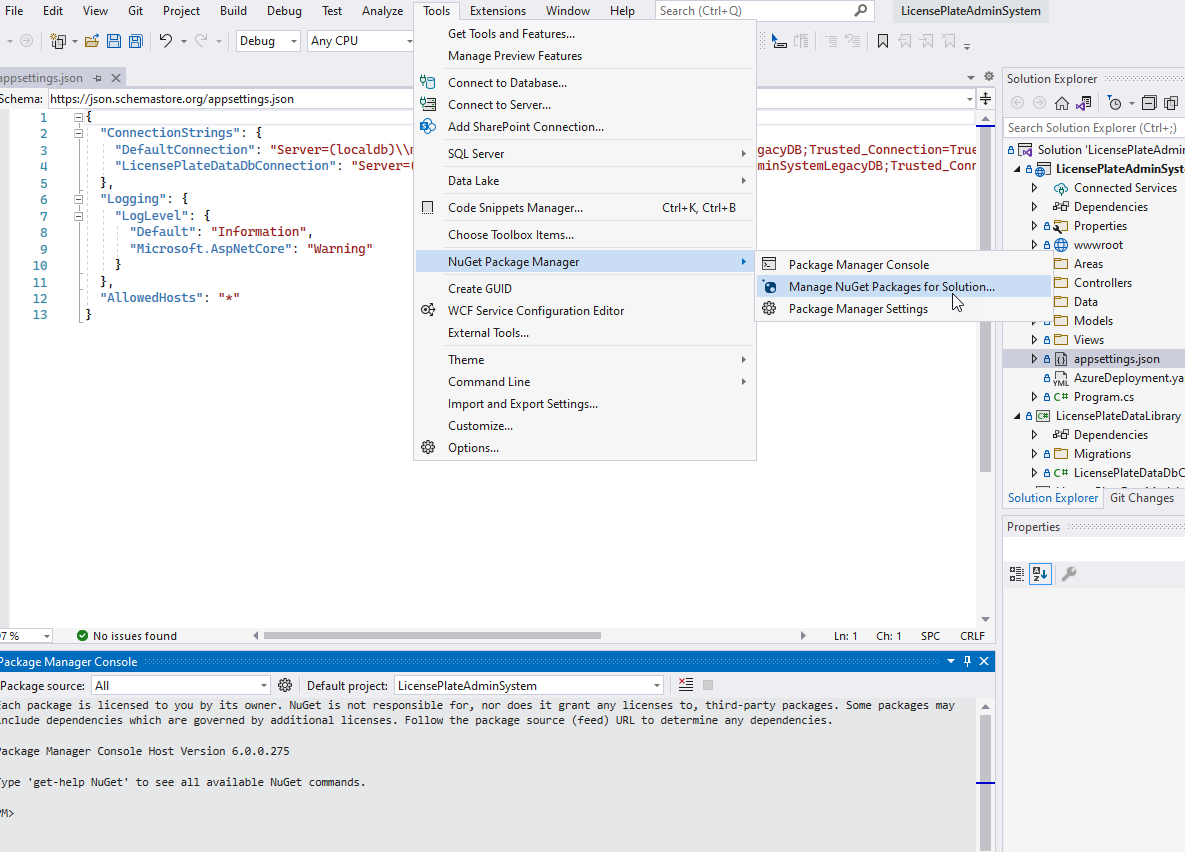 File Edit View Git Project Build Debug Test Analyze Tools Extensions Window Help Search (Ctrl+Q) LicensePlateAdminSystem
Debug Any CPU
appsettings.json
Schema: https://json.schemastore.org/appsettings.json
1 {
2 "ConnectionStrings": {
3 "DefaultConnection": "Server=(localdb)\\m gacyDB;Trusted_Connection=True
4 "LicensePlateDataDbConnection": "Server=( minSystemLegacyDB;Trusted_Conn
5 },
6 "Logging": {
7 "LogLevel": {
8 "Default": "Information",
9 "Microsoft.AspNetCore": "Warning"
10 }
11 },
12 "AllowedHosts": "*"
13 }
Get Tools and Features...
Manage Preview Features
Connect to Database...
Connect to Server...
Add SharePoint Connection...
SQL Server
Data Lake
Code Snippets Manager... Ctrl+K, Ctrl+B
Choose Toolbox Items...
NuGet Package Manager
Create GUID
WCF Service Configuration Editor
External Tools...
Theme
Command Line
Import and Export Settings...
Customize...
Options...
Package Manager Console
Manage NuGet Packages for Solution...
Package Manager Settings
Solution Explorer
Search Solution Explorer (Ctrl+;)
Solution 'LicensePlateAdmin
LicensePlateAdminSyst
Connected Services
Dependencies
Properties
wwwroot
Areas
Controllers
Data
Models
Views
appsettings.json
AzureDeployment.ya
C# Program.cs
C# LicensePlateDataLibrary
Dependencies
Migrations
C# LicensePlateDataDbC
Solution Explorer Git Changes
Properties
97 % No issues found Ln: 1 Ch: 1 SPC CRLF
Package Manager Console
Package source: All Default project: LicensePlateAdminSystem
Each package is licensed to you by its owner. NuGet is not responsible for, nor does it grant any licenses to, third-party packages. Some packages may
include dependencies which are governed by additional licenses. Follow the package source (feed) URL to determine any dependencies.
Package Manager Console Host Version 6.0.0.275
Type 'get-help NuGet' to see all available NuGet commands.
PM>